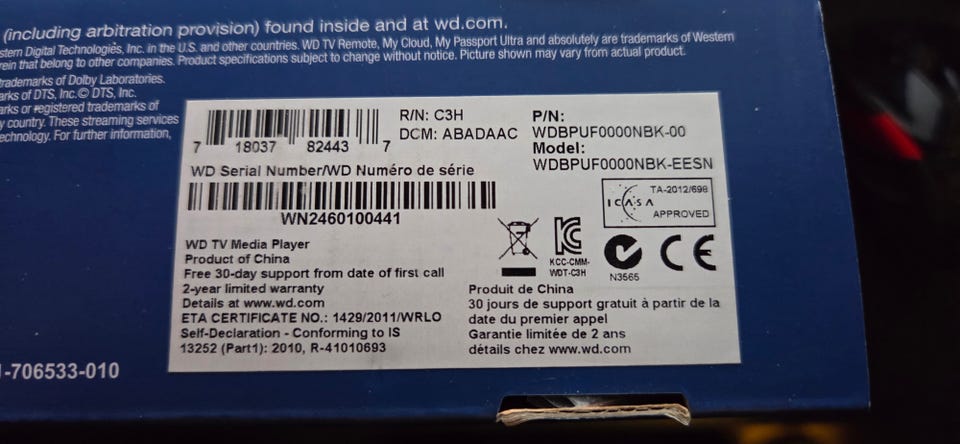 (including arbitration provision) found inside and at wd.com.
stern Digital Technologies, Inc. in the U.S. and other countries. WD TV Remote, My Cloud, My Passport Ultra and absolutely are trademarks of Western
rein that belong to other companies. Product specifications subject to change without notice. Picture shown may vary from actual product.
trademarks of Dolby Laboratories.
arks of DTS, Inc.© DTS, Inc.
arks or registered trademarks of
y country. These streaming services
echnology. For further information,
7 18037 82443 7
R/N: C3H
DCM: ABADAAC
P/N:
WDBPUF0000NBK-00
Model:
WDBPUF0000NBK-EESN
WD Serial Number/WD Numéro de série
WN2460100441
ICASA
TA-2012/698
APPROVED
WD TV Media Player
Product of China
Free 30-day support from date of first call
2-year limited warranty
Details at www.wd.com
ETA CERTIFICATE NO.: 1429/2011/WRLO
Self-Declaration - Conforming to IS
13252 (Part1): 2010, R-41010693
KCC-CMM-
WDT-C3H
N3565
CE
Produit de China
30 jours de support gratuit à partir de la
date du premier appel
Garantie limitée de 2 ans
détails chez www.wd.com
-706533-010